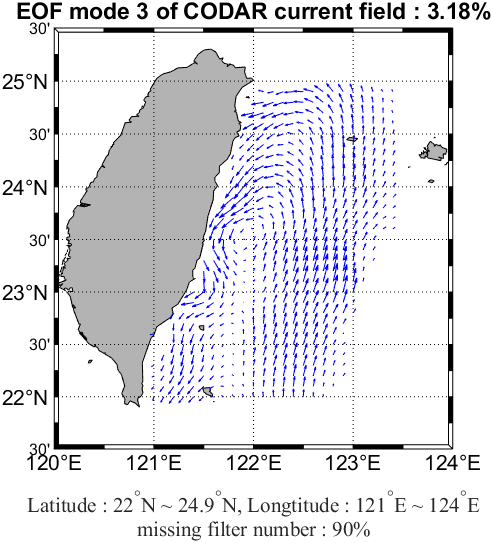 EOF mode 3 of CODAR current field : 3.18%
30'
25°N
30'
24°N
30'
23°N
30'
22°N
30'
120°E 121°E 122°E 123°E 124°E
Latitude : 22°N ~ 24.9°N, Longtitude : 121°E ~ 124°E
missing filter number : 90%